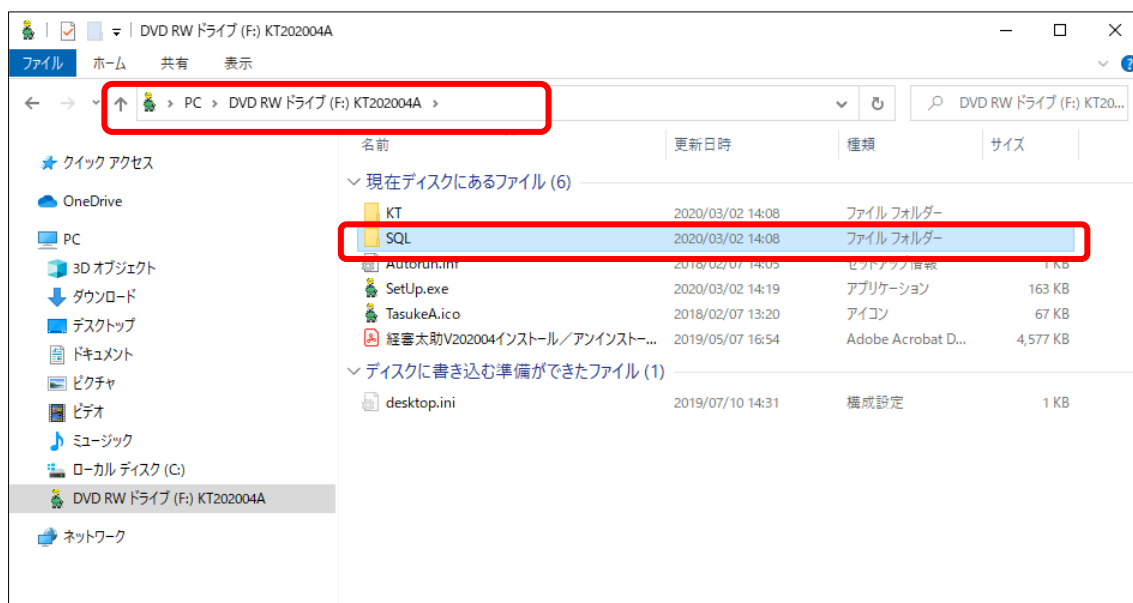 DVD RW ドライブ (F:) KT202004A
ファイル ホーム 共有 表示
PC › DVD RW ドライブ (F:) KT202004A › DVD RW ドライブ (F:) KT20...
名前 更新日時 種類 サイズ
クイック アクセス
OneDrive
PC
3D オブジェクト
ダウンロード
デスクトップ
ドキュメント
ピクチャ
ビデオ
ミュージック
ローカル ディスク (C:)
DVD RW ドライブ (F:) KT202004A
ネットワーク
現在ディスクにあるファイル (6)
KT 2020/03/02 14:08 ファイル フォルダー
SQL 2020/03/02 14:08 ファイル フォルダー
Autorun.inf 2018/02/07 14:05 セットアップ情報 1 KB
SetUp.exe 2020/03/02 14:19 アプリケーション 163 KB
TasukeA.ico 2018/02/07 13:20 アイコン 67 KB
経審太助V202004インストール／アンインストー... 2019/05/07 16:54 Adobe Acrobat D... 4,577 KB
ディスクに書き込む準備ができたファイル (1)
desktop.ini 2019/07/10 14:31 構成設定 1 KB